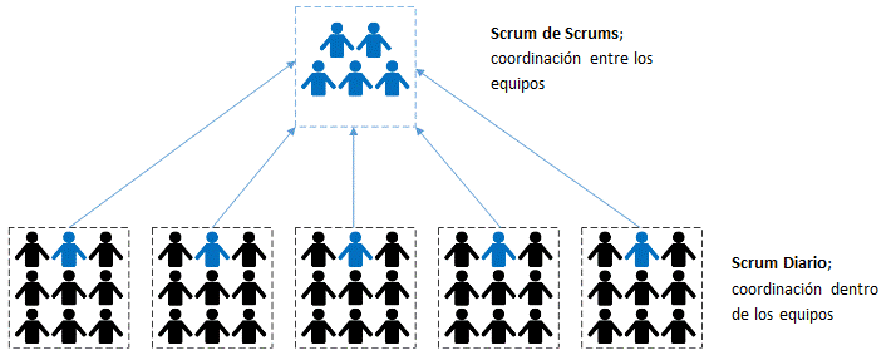 Scrum de Scrums;
coordinación entre los
equipos
Scrum Diario;
coordinación dentro
de los equipos